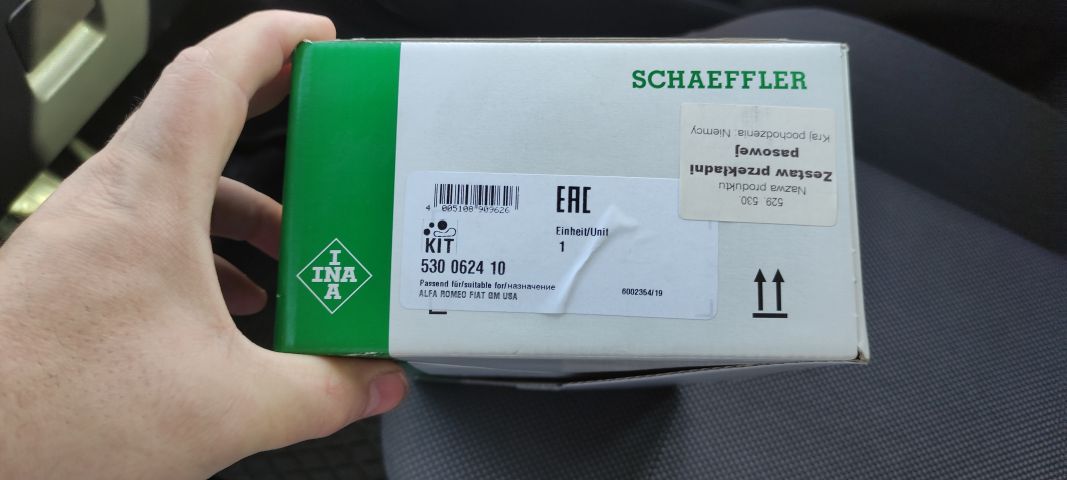 SCHAEFFLER
529. 530.
Nazwa produktu
Zestaw przekładni
pasowej
Kraj pochodzenia: Niemcy
4 005108 909626
EAC
KIT
Einheit/Unit
1
530 0624 10
Passend für/suitable for/назначение
ALFA ROMEO FIAT GM USA
6002354/19
INA
INA